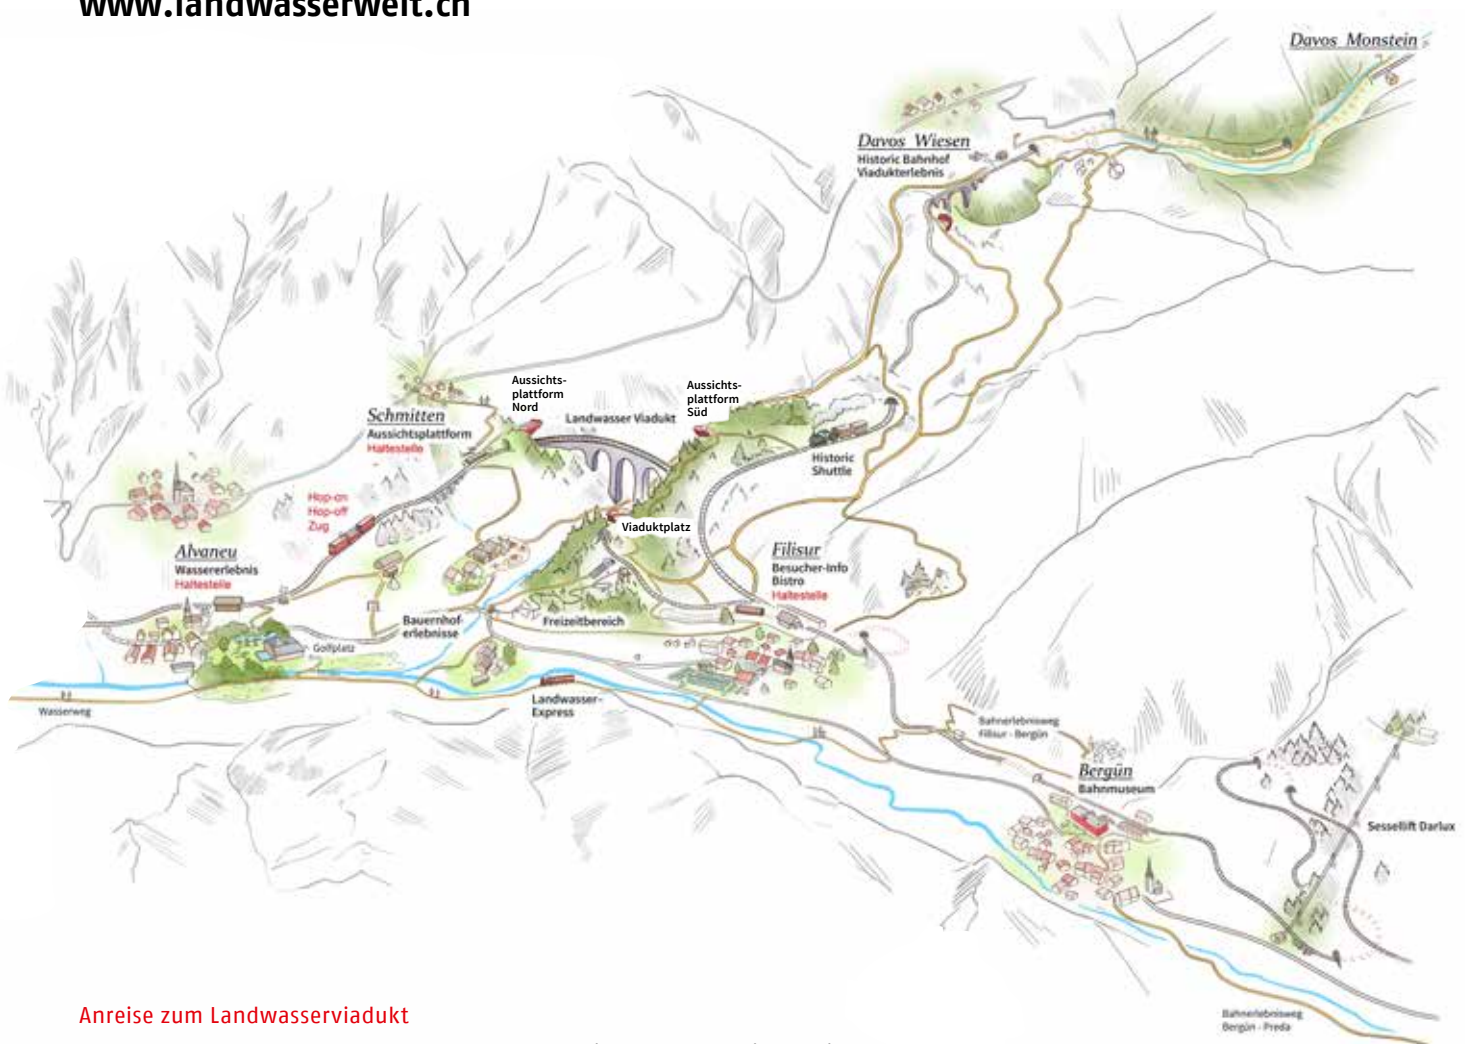 www.landwasserwelt.ch
Davos Monstein
Davos Wiesen
Historic Bahnhof
Viadukterlebnis
Aussichts-
plattform
Nord
Aussichts-
plattform
Süd
Landwasser Viadukt
Schmitten
Aussichtsplattform
Haltestelle
Historic
Shuttle
Hop-on
Hop-off
Zug
Viaduktplatz
Alvaneu
Wassererlebnis
Haltestelle
Filisur
Besucher-Info
Bistro
Haltestelle
Bauernhof-
erlebnisse
Freizeitbereich
Golfplatz
Wasserweg
Landwasser-
Express
Bahnerlebnisweg
Filisur - Bergün
Bergün
Bahnmuseum
Sessellift Darlux
Anreise zum Landwasserviadukt
Bahnerlebnisweg
Bergün - Preda